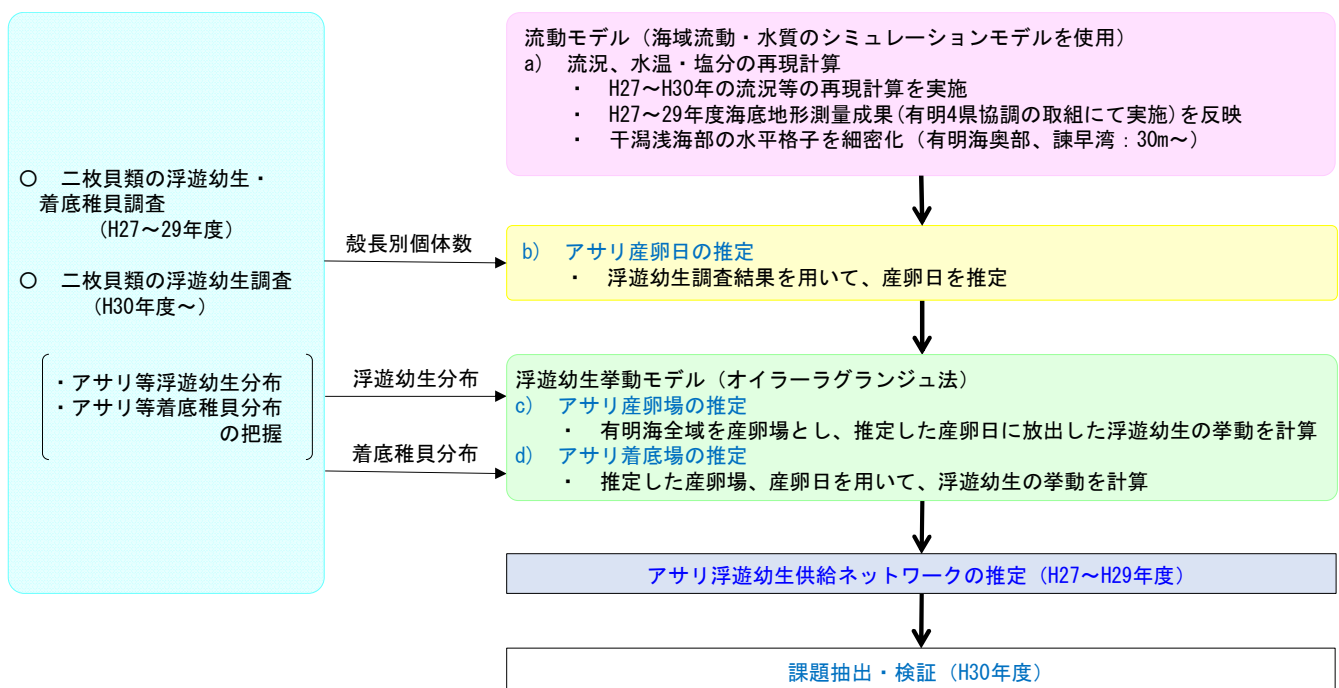 ○ 二枚貝類の浮遊幼生・
着底稚貝調査
(H27～29年度)
○ 二枚貝類の浮遊幼生調査
(H30年度～)
・アサリ等浮遊幼生分布
・アサリ等着底稚貝分布
の把握
殻長別個体数
浮遊幼生分布
着底稚貝分布
流動モデル（海域流動・水質のシミュレーションモデルを使用）
a) 流況、水温・塩分の再現計算
・ H27～H30年の流況等の再現計算を実施
・ H27～29年度海底地形測量成果(有明4県協調の取組にて実施)を反映
・ 干潟浅海部の水平格子を細密化（有明海奥部、諫早湾：30m～）
b) アサリ産卵日の推定
・ 浮遊幼生調査結果を用いて、産卵日を推定
浮遊幼生挙動モデル（オイラーラグランジュ法）
c) アサリ産卵場の推定
・ 有明海全域を産卵場とし、推定した産卵日に放出した浮遊幼生の挙動を計算
d) アサリ着底場の推定
・ 推定した産卵場、産卵日を用いて、浮遊幼生の挙動を計算
アサリ浮遊幼生供給ネットワークの推定（H27～H29年度）
課題抽出・検証（H30年度）